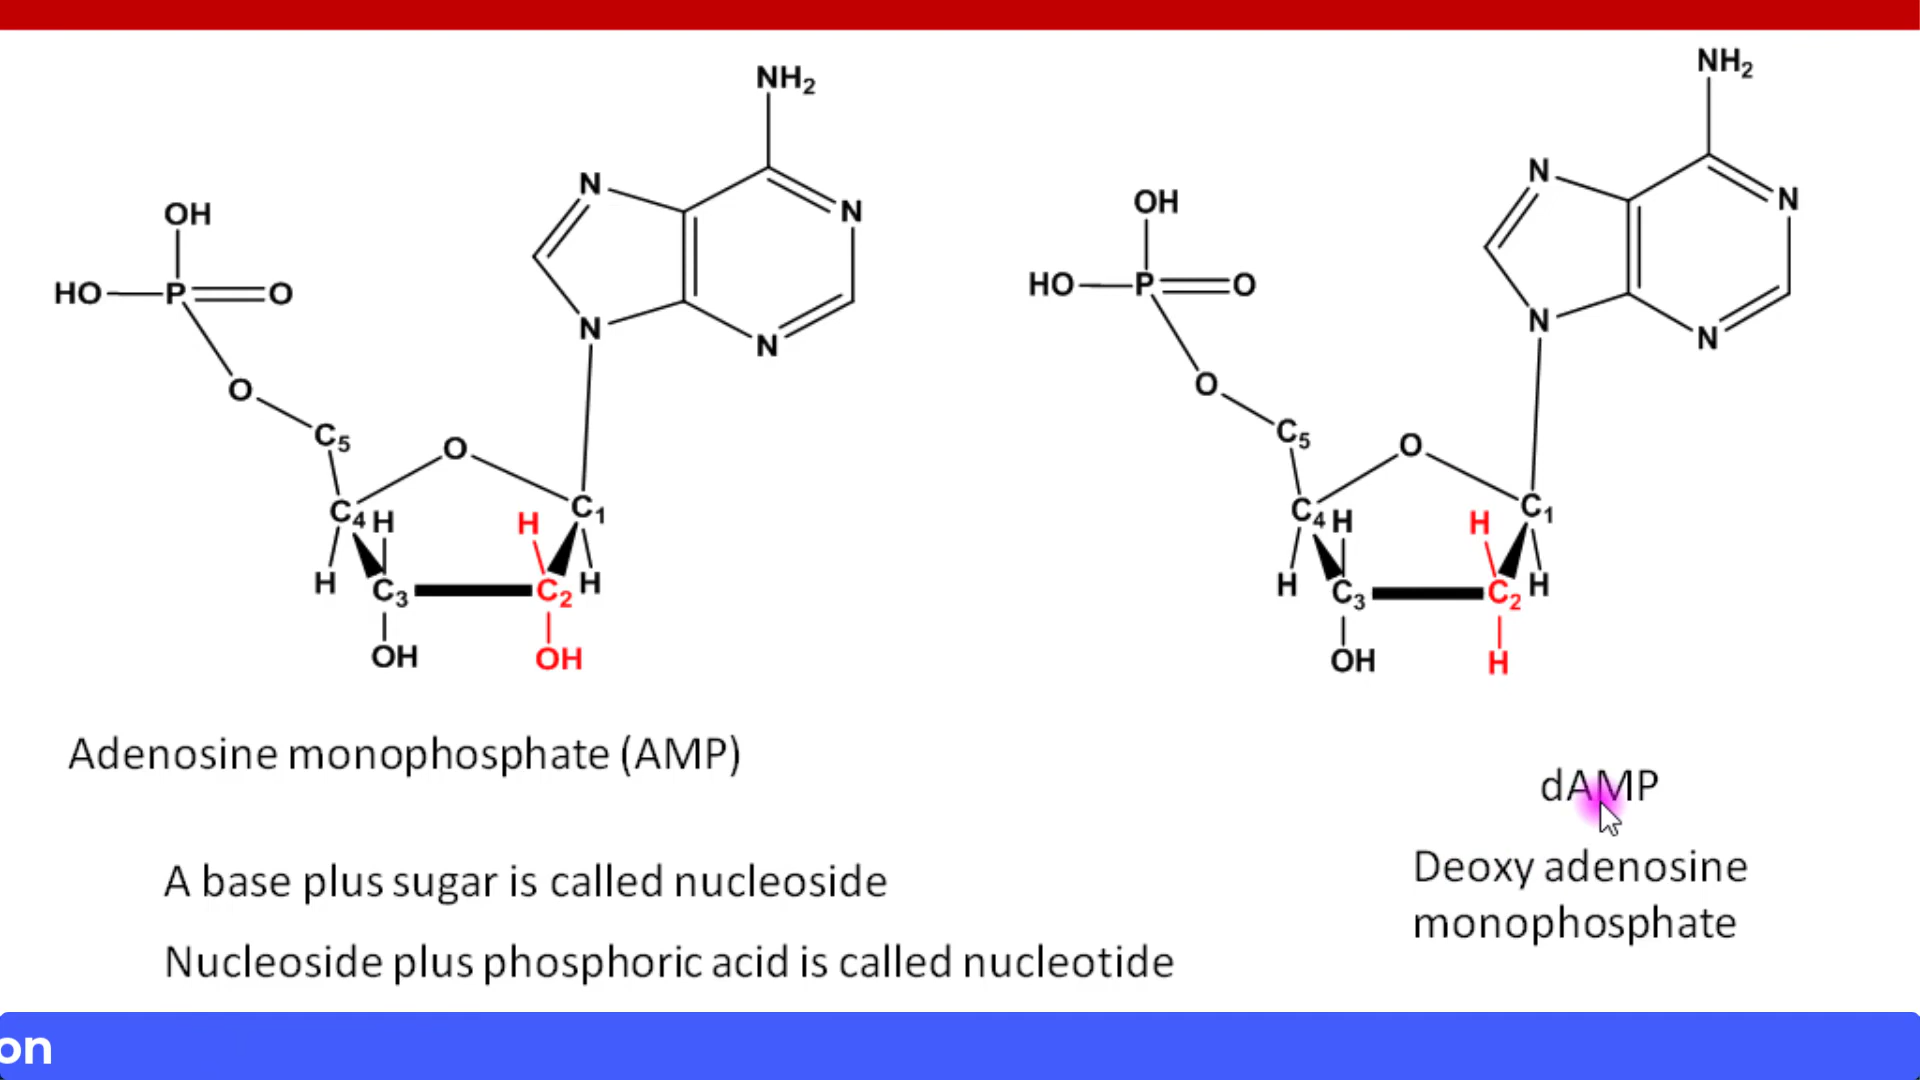 NH2
N
N
N
N
OH
HO
P
O
O
C5
O
C4
H
H
C1
H
H
C3
C2
OH
OH
NH2
N
N
N
N
OH
HO
P
O
O
C5
O
C4
H
H
C1
H
H
C3
C2
OH
H
Adenosine monophosphate (AMP)
dAMP
Deoxy adenosine
monophosphate
A base plus sugar is called nucleoside
Nucleoside plus phosphoric acid is called nucleotide
on